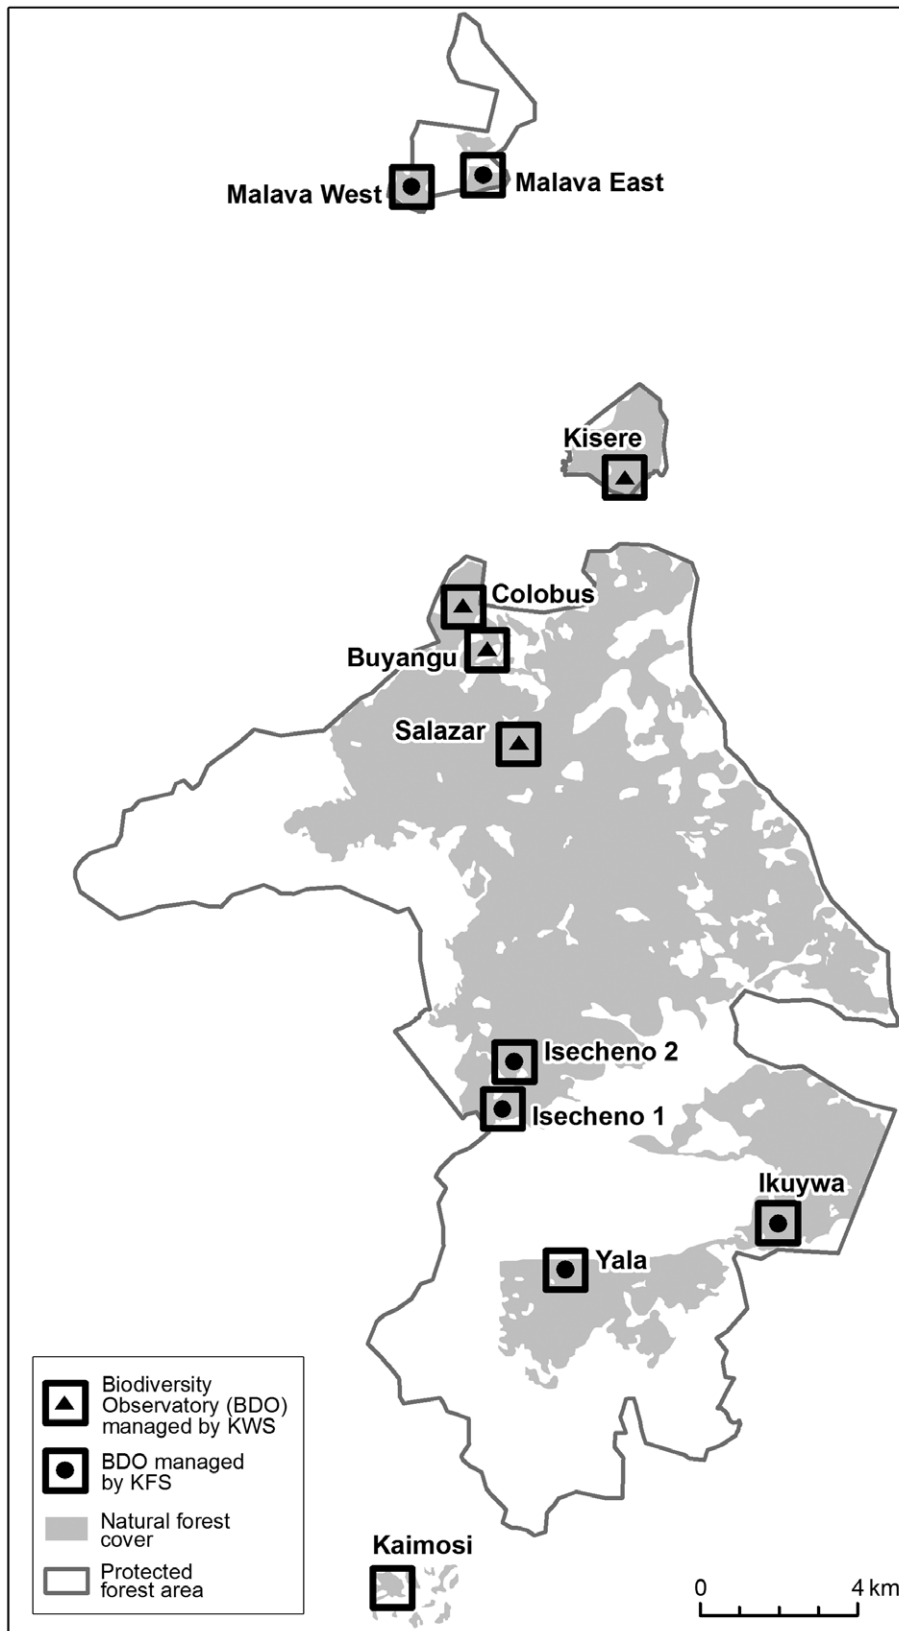 Malava West
Malava East
Kisere
Colobus
Buyangu
Salazar
Isecheno 2
Isecheno 1
Ikuywa
Yala
Kaimosi
Biodiversity
Observatory (BDO)
managed by KWS
BDO managed
by KFS
Natural forest
cover
Protected
forest area
0 4 km